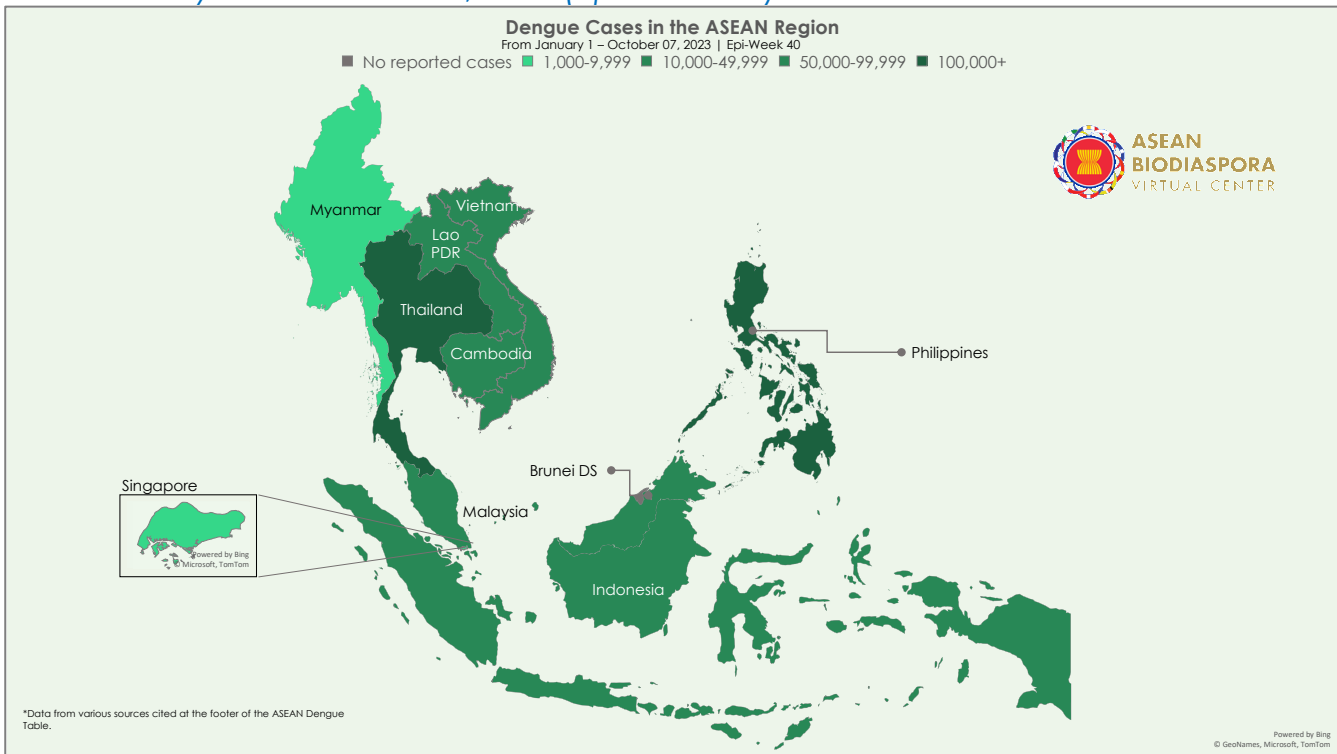 Dengue Cases in the ASEAN Region
From January 1 – October 07, 2023 | Epi-Week 40
No reported cases 1,000-9,999 10,000-49,999 50,000-99,999 100,000+
ASEAN
BIODIASPORA
VIRTUAL CENTER
Myanmar
Vietnam
Lao
PDR
Thailand
Cambodia
Philippines
Brunei DS
Singapore
Malaysia
Powered by Bing
© Microsoft, TomTom
Indonesia
*Data from various sources cited at the footer of the ASEAN Dengue
Table.
Powered by Bing
© GeoNames, Microsoft, TomTom